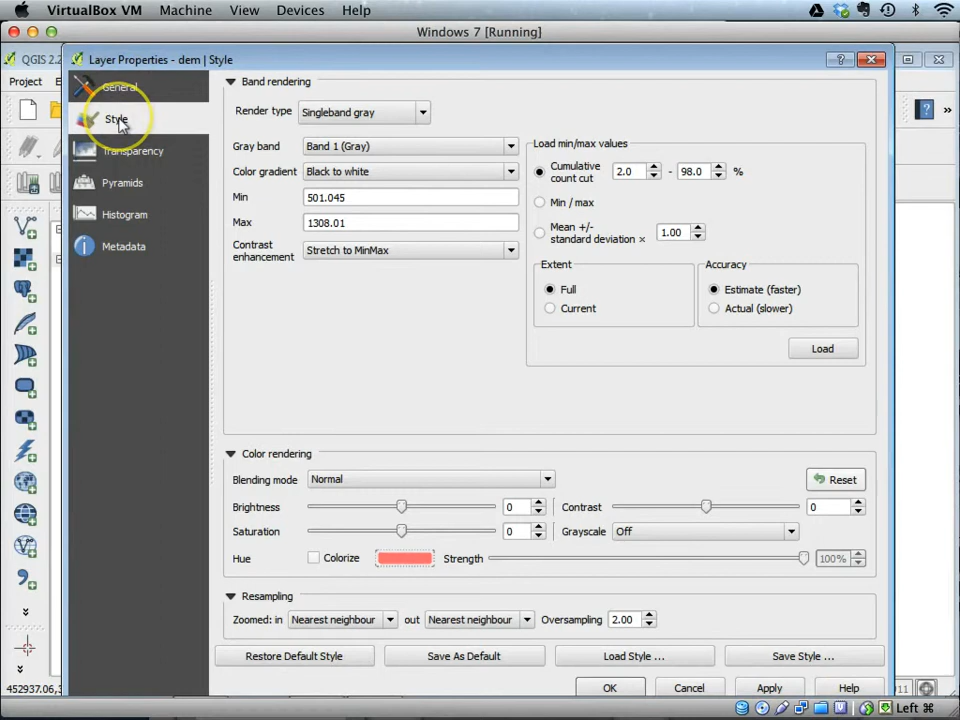 VirtualBox VM Machine View Devices Help
Windows 7 [Running]
QGIS 2.2
Layer Properties - dem | Style
Project
General
Style
Transparency
Pyramids
Histogram
Metadata
Band rendering
Render type Singleband gray
Gray band Band 1 (Gray)
Color gradient Black to white
Min 501.045
Max 1308.01
Contrast enhancement Stretch to MinMax
Load min/max values
Cumulative count cut 2.0 - 98.0 %
Min / max
Mean +/- standard deviation × 1.00
Extent
Full
Current
Accuracy
Estimate (faster)
Actual (slower)
Load
Color rendering
Blending mode Normal
Reset
Brightness 0 Contrast 0
Saturation 0 Grayscale Off
Hue Colorize Strength 100%
Resampling
Zoomed: in Nearest neighbour out Nearest neighbour Oversampling 2.00
Restore Default Style Save As Default Load Style ... Save Style ...
OK Cancel Apply Help
452937.06,
Left ⌘